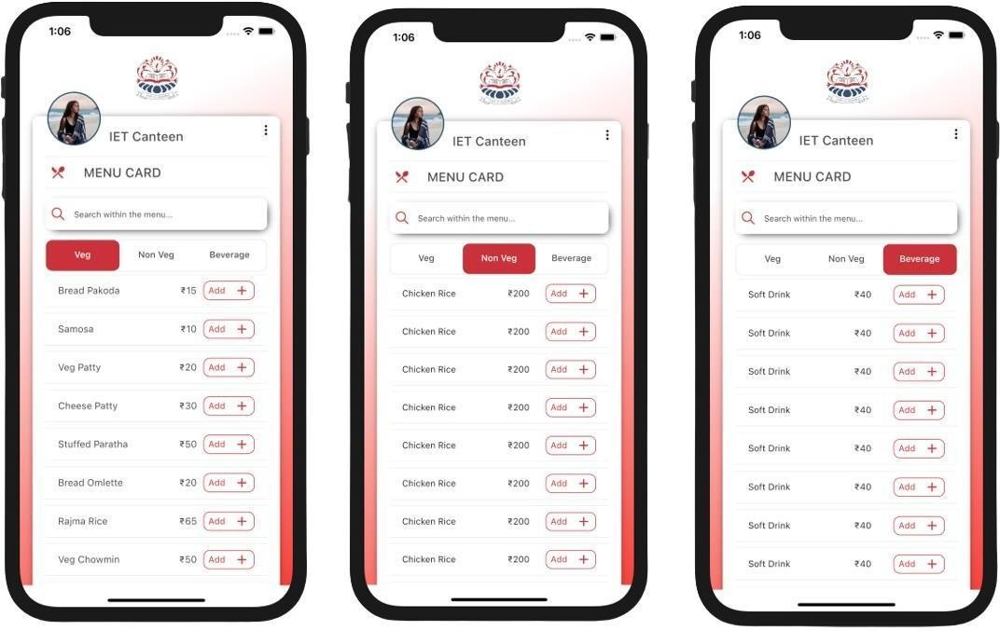 1:06
IET Canteen
MENU CARD
Search within the menu...
Veg Non Veg Beverage
Bread Pakoda ₹15 Add +
Samosa ₹10 Add +
Veg Patty ₹20 Add +
Cheese Patty ₹30 Add +
Stuffed Paratha ₹50 Add +
Bread Omlette ₹20 Add +
Rajma Rice ₹65 Add +
Veg Chowmin ₹50 Add +
1:06
IET Canteen
MENU CARD
Search within the menu...
Veg Non Veg Beverage
Chicken Rice ₹200 Add +
Chicken Rice ₹200 Add +
Chicken Rice ₹200 Add +
Chicken Rice ₹200 Add +
Chicken Rice ₹200 Add +
Chicken Rice ₹200 Add +
Chicken Rice ₹200 Add +
Chicken Rice ₹200 Add +
1:06
IET Canteen
MENU CARD
Search within the menu...
Veg Non Veg Beverage
Soft Drink ₹40 Add +
Soft Drink ₹40 Add +
Soft Drink ₹40 Add +
Soft Drink ₹40 Add +
Soft Drink ₹40 Add +
Soft Drink ₹40 Add +
Soft Drink ₹40 Add +
Soft Drink ₹40 Add +